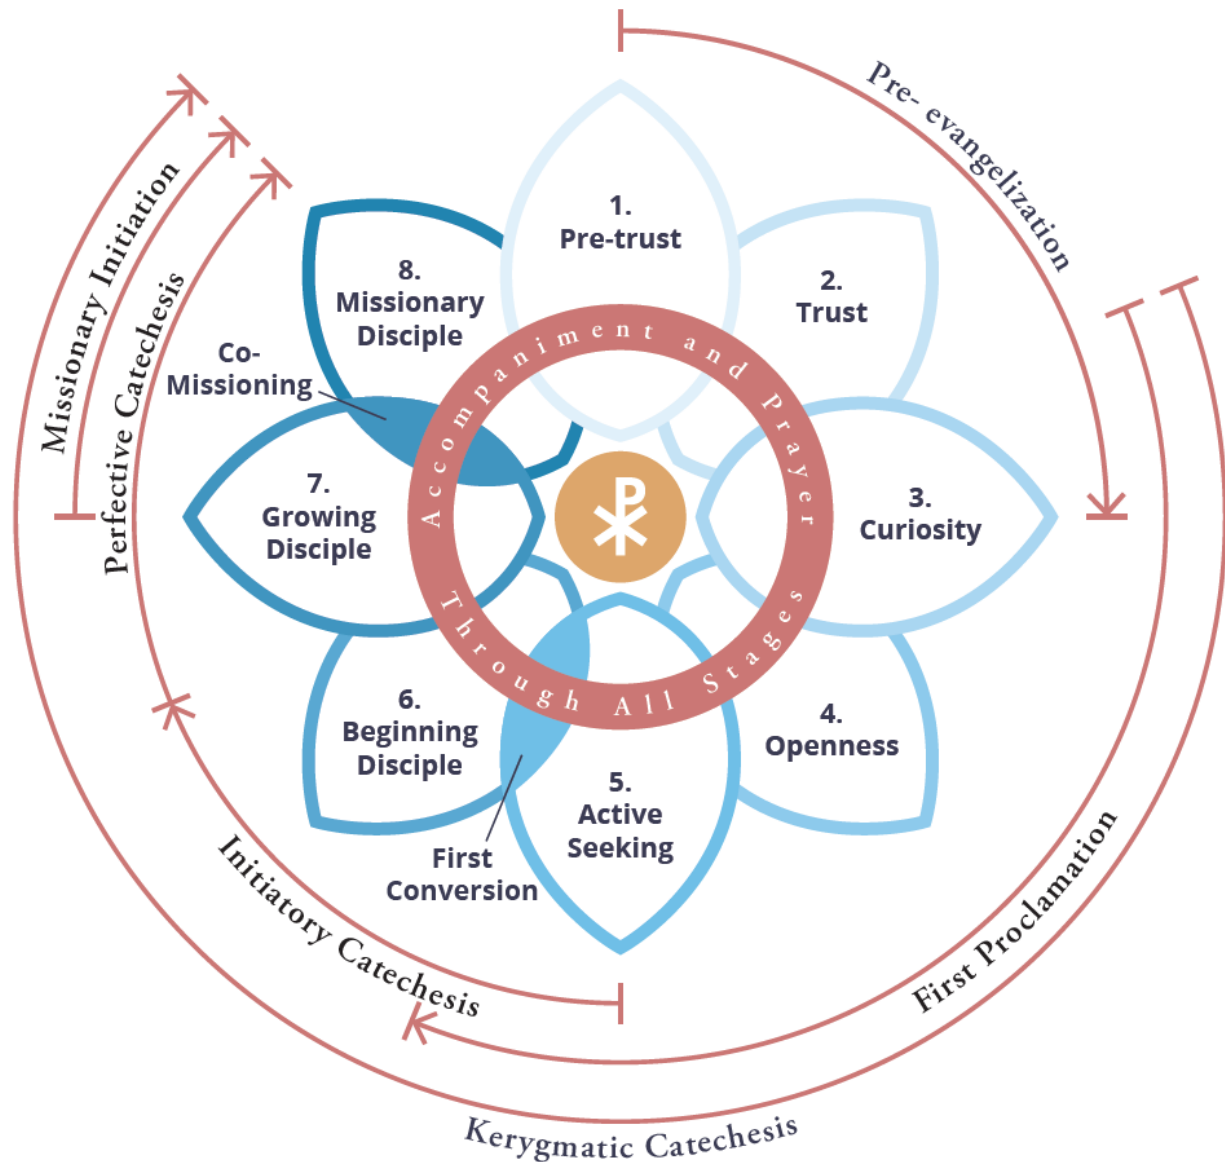 Pre- evangelization
1.
Pre-trust
2.
Trust
3.
Curiosity
4.
Openness
5.
Active
Seeking
First
Conversion
6.
Beginning
Disciple
7.
Growing
Disciple
Co-
Missioning
8.
Missionary
Disciple
Accompaniment and Prayer
Through All Stages
First Proclamation
Kerygmatic Catechesis
Initiatory Catechesis
Perfective Catechesis
Missionary Initiation